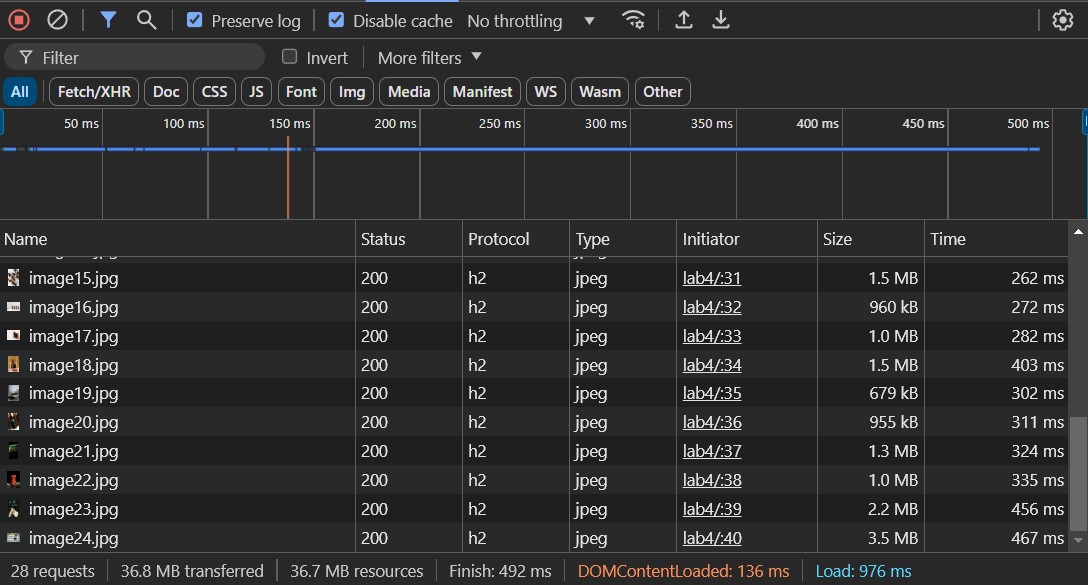 Preserve log Disable cache No throttling
Filter Invert More filters
All Fetch/XHR Doc CSS JS Font Img Media Manifest WS Wasm Other
50 ms 100 ms 150 ms 200 ms 250 ms 300 ms 350 ms 400 ms 450 ms 500 ms
Name Status Protocol Type Initiator Size Time
image15.jpg 200 h2 jpeg lab4/:31 1.5 MB 262 ms
image16.jpg 200 h2 jpeg lab4/:32 960 kB 272 ms
image17.jpg 200 h2 jpeg lab4/:33 1.0 MB 282 ms
image18.jpg 200 h2 jpeg lab4/:34 1.5 MB 403 ms
image19.jpg 200 h2 jpeg lab4/:35 679 kB 302 ms
image20.jpg 200 h2 jpeg lab4/:36 955 kB 311 ms
image21.jpg 200 h2 jpeg lab4/:37 1.3 MB 324 ms
image22.jpg 200 h2 jpeg lab4/:38 1.0 MB 335 ms
image23.jpg 200 h2 jpeg lab4/:39 2.2 MB 456 ms
image24.jpg 200 h2 jpeg lab4/:40 3.5 MB 467 ms
28 requests 36.8 MB transferred 36.7 MB resources Finish: 492 ms DOMContentLoaded: 136 ms Load: 976 ms